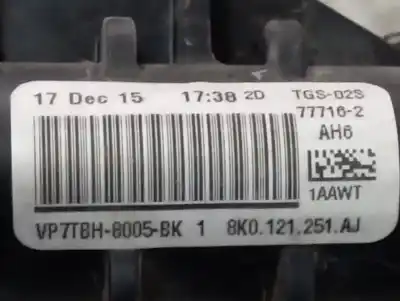 17 Dec 15 17:38 2D TGS-02S
77716-2
AH6
1AAWT
VP7TBH-8005-BK 1 8K0.121.251.AJ